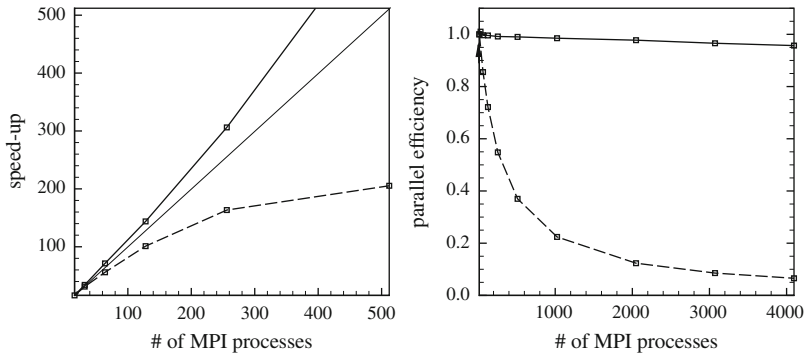 500
400
300
200
100
speed-up
100 200 300 400 500
# of MPI processes
1.0
0.8
0.6
0.4
0.2
0.0
parallel efficiency
1000 2000 3000 4000
# of MPI processes